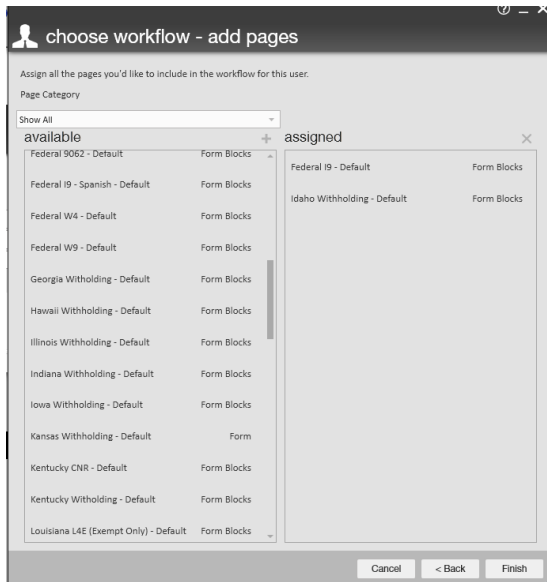 choose workflow - add pages
Assign all the pages you'd like to include in the workflow for this user.
Page Category
Show All
available
assigned
Federal 9062 - Default Form Blocks
Federal I9 - Spanish - Default Form Blocks
Federal W4 - Default Form Blocks
Federal W9 - Default Form Blocks
Georgia Witholding - Default Form Blocks
Hawaii Withholding - Default Form Blocks
Illinois Withholding - Default Form Blocks
Indiana Withholding - Default Form Blocks
Iowa Withholding - Default Form Blocks
Kansas Withholding - Default Form
Kentucky CNR - Default Form Blocks
Kentucky Witholding - Default Form Blocks
Louisiana L4E (Exempt Only) - Default Form Blocks
Federal I9 - Default Form Blocks
Idaho Withholding - Default Form Blocks
Cancel < Back Finish